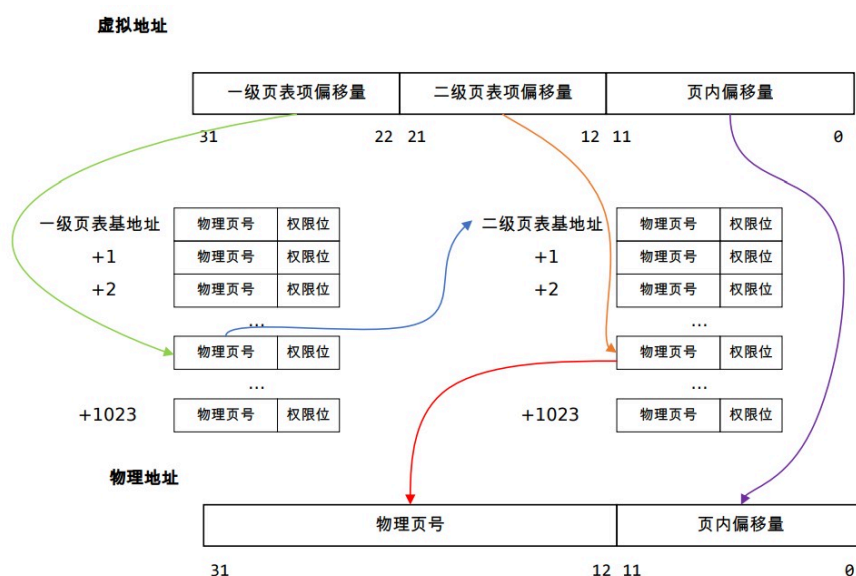 虚拟地址
一级页表项偏移量 二级页表项偏移量 页内偏移量
31 22 21 12 11 0
一级页表基地址 物理页号 权限位 二级页表基地址 物理页号 权限位
+1 物理页号 权限位 +1 物理页号 权限位
+2 物理页号 权限位 +2 物理页号 权限位
... ...
物理页号 权限位 物理页号 权限位
... ...
+1023 物理页号 权限位 +1023 物理页号 权限位
物理地址
物理页号 页内偏移量
31 12 11 0